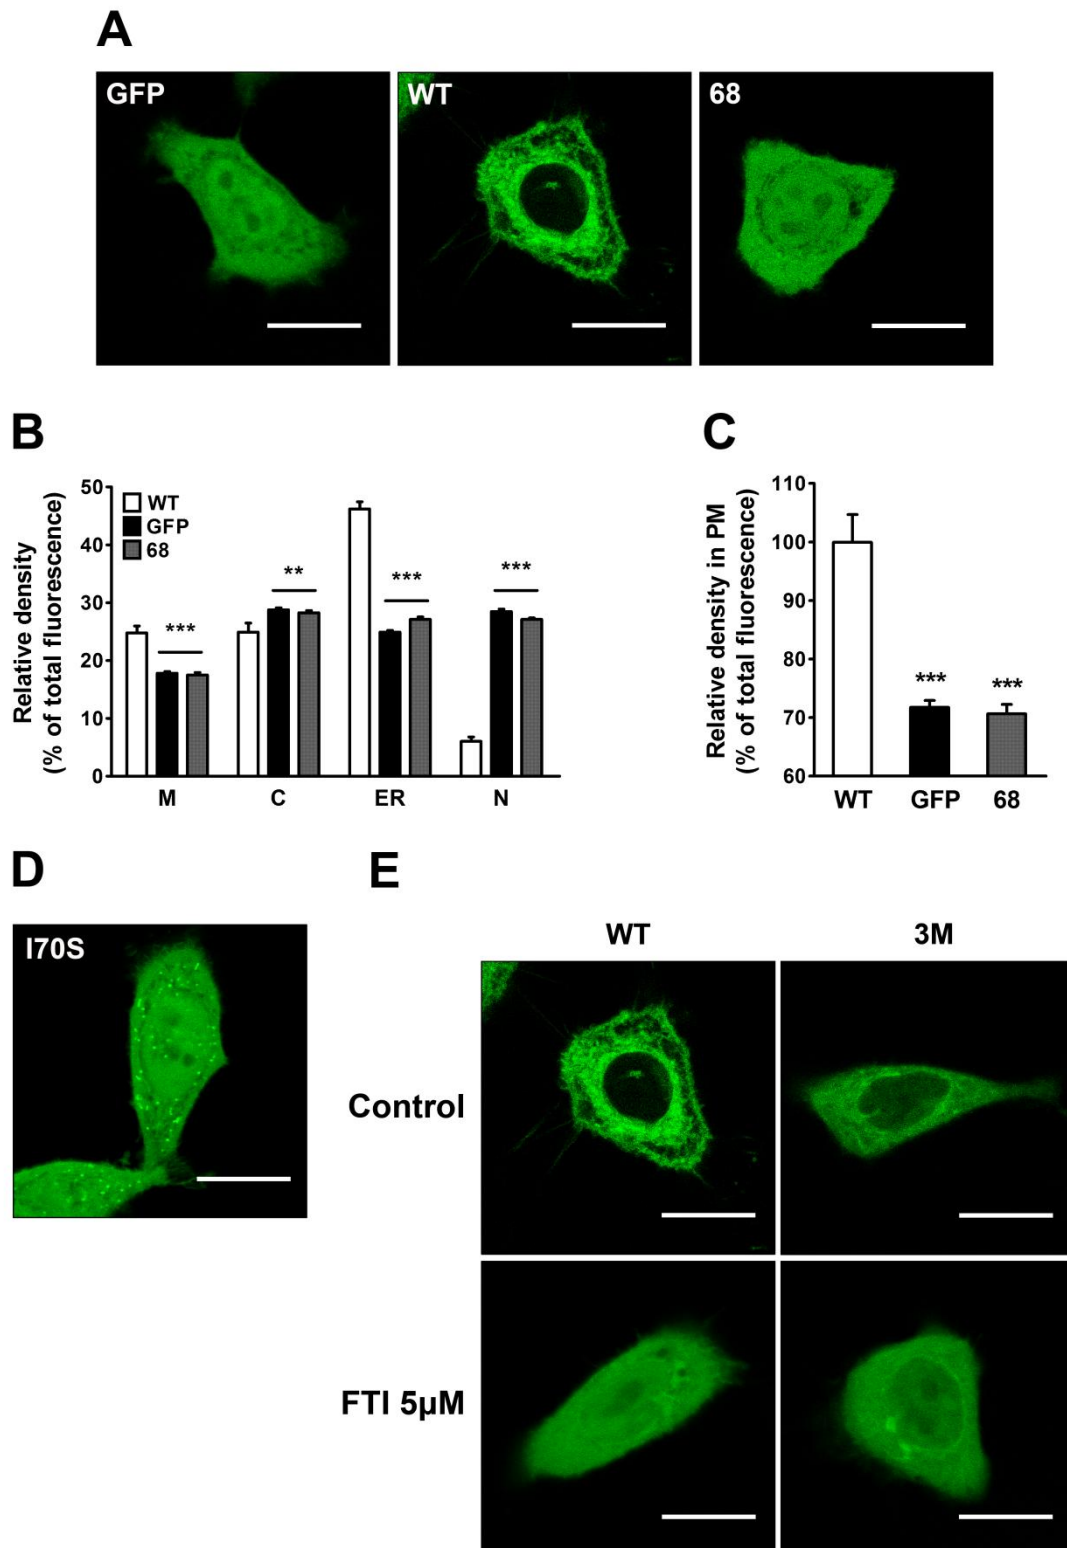 A
GFP
WT
68
B
C
Relative density
(% of total fluorescence)
50
40
30
20
10
0
WT
GFP
68
***
**
***
***
M
C
ER
N
Relative density in PM
(% of total fluorescence)
110
100
90
80
70
60
***
***
WT
GFP
68
D
E
I70S
WT
3M
Control
FTI 5µM